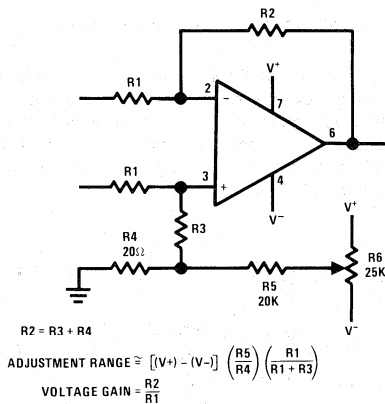 R2
V+
R1
2
−
7
6
R1
3
+
4
V−
R3
R4
20Ω
V+
R6
25K
R5
20K
V−
R2 = R3 + R4
ADJUSTMENT RANGE ≅ [(V+) − (V−)] (R5/R4) (R1/R1 + R3)
VOLTAGE GAIN = R2/R1